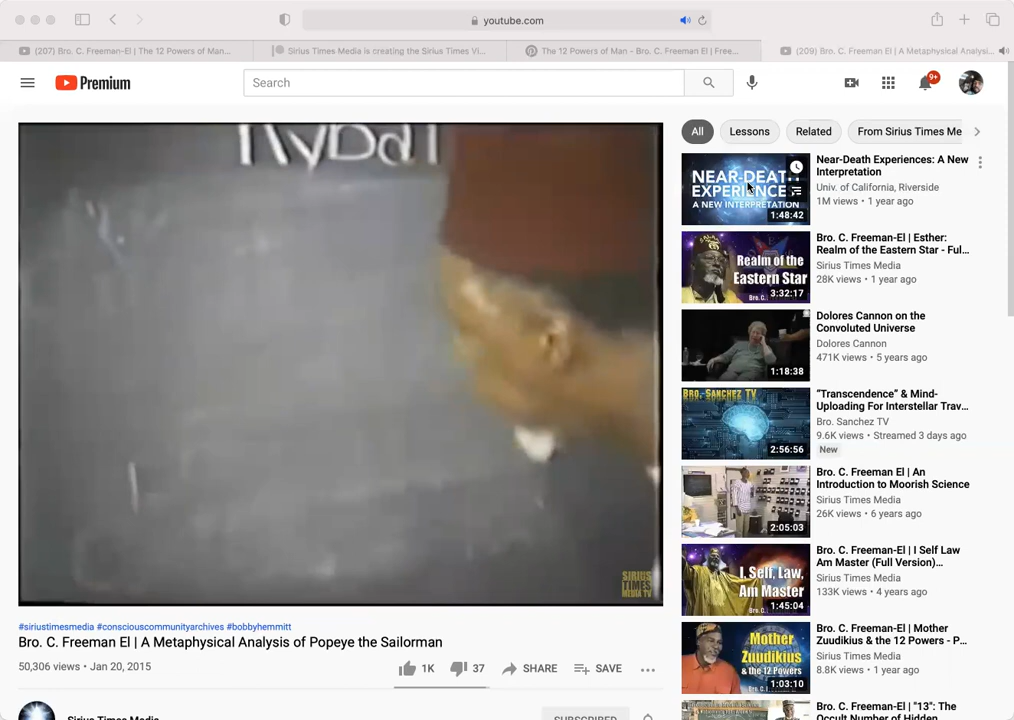 youtube.com
(207) Bro. C. Freeman-El | The 12 Powers of Man...
Sirius Times Media is creating the Sirius Times Vi...
The 12 Powers of Man - Bro. C. Freeman El | Free...
(209) Bro. C. Freeman El | A Metaphysical Analysi...
Premium
Search
9+
All
Lessons
Related
From Sirius Times Me
NEAR-DEATH
EXPERIENCES
A NEW INTERPRETATION
1:48:42
Near-Death Experiences: A New
Interpretation
Univ. of California, Riverside
1M views • 1 year ago
Realm of the
Eastern Star
Bro. C.
3:32:17
Bro. C. Freeman-El | Esther:
Realm of the Eastern Star - Ful...
Sirius Times Media
28K views • 1 year ago
1:18:38
Dolores Cannon on the
Convoluted Universe
Dolores Cannon
471K views • 5 years ago
BRO. SANCHEZ TV
2:56:56
“Transcendence” & Mind-
Uploading For Interstellar Trav...
Bro. Sanchez TV
9.6K views • Streamed 3 days ago
New
2:05:03
Bro. C. Freeman El | An
Introduction to Moorish Science
Sirius Times Media
26K views • 6 years ago
I, Self, Law,
Am Master
1:45:04
Bro. C. Freeman-El | I Self Law
Am Master (Full Version)...
Sirius Times Media
133K views • 4 years ago
Mother
Zuudikius
& the 12 Powers
Bro. C.
1:03:10
Bro. C. Freeman-El | Mother
Zuudikius & the 12 Powers - P...
Sirius Times Media
8.8K views • 1 year ago
Bro. C. Freeman-El | "13": The
Occult Number of Hidden
SIRIUS
TIMES
MEDIA TV
#siriustimesmedia #consciouscommunityarchives #bobbyhemmitt
Bro. C. Freeman El | A Metaphysical Analysis of Popeye the Sailorman
50,306 views • Jan 20, 2015
1K
37
SHARE
SAVE
Sirius Times Media
SUBSCRIBED